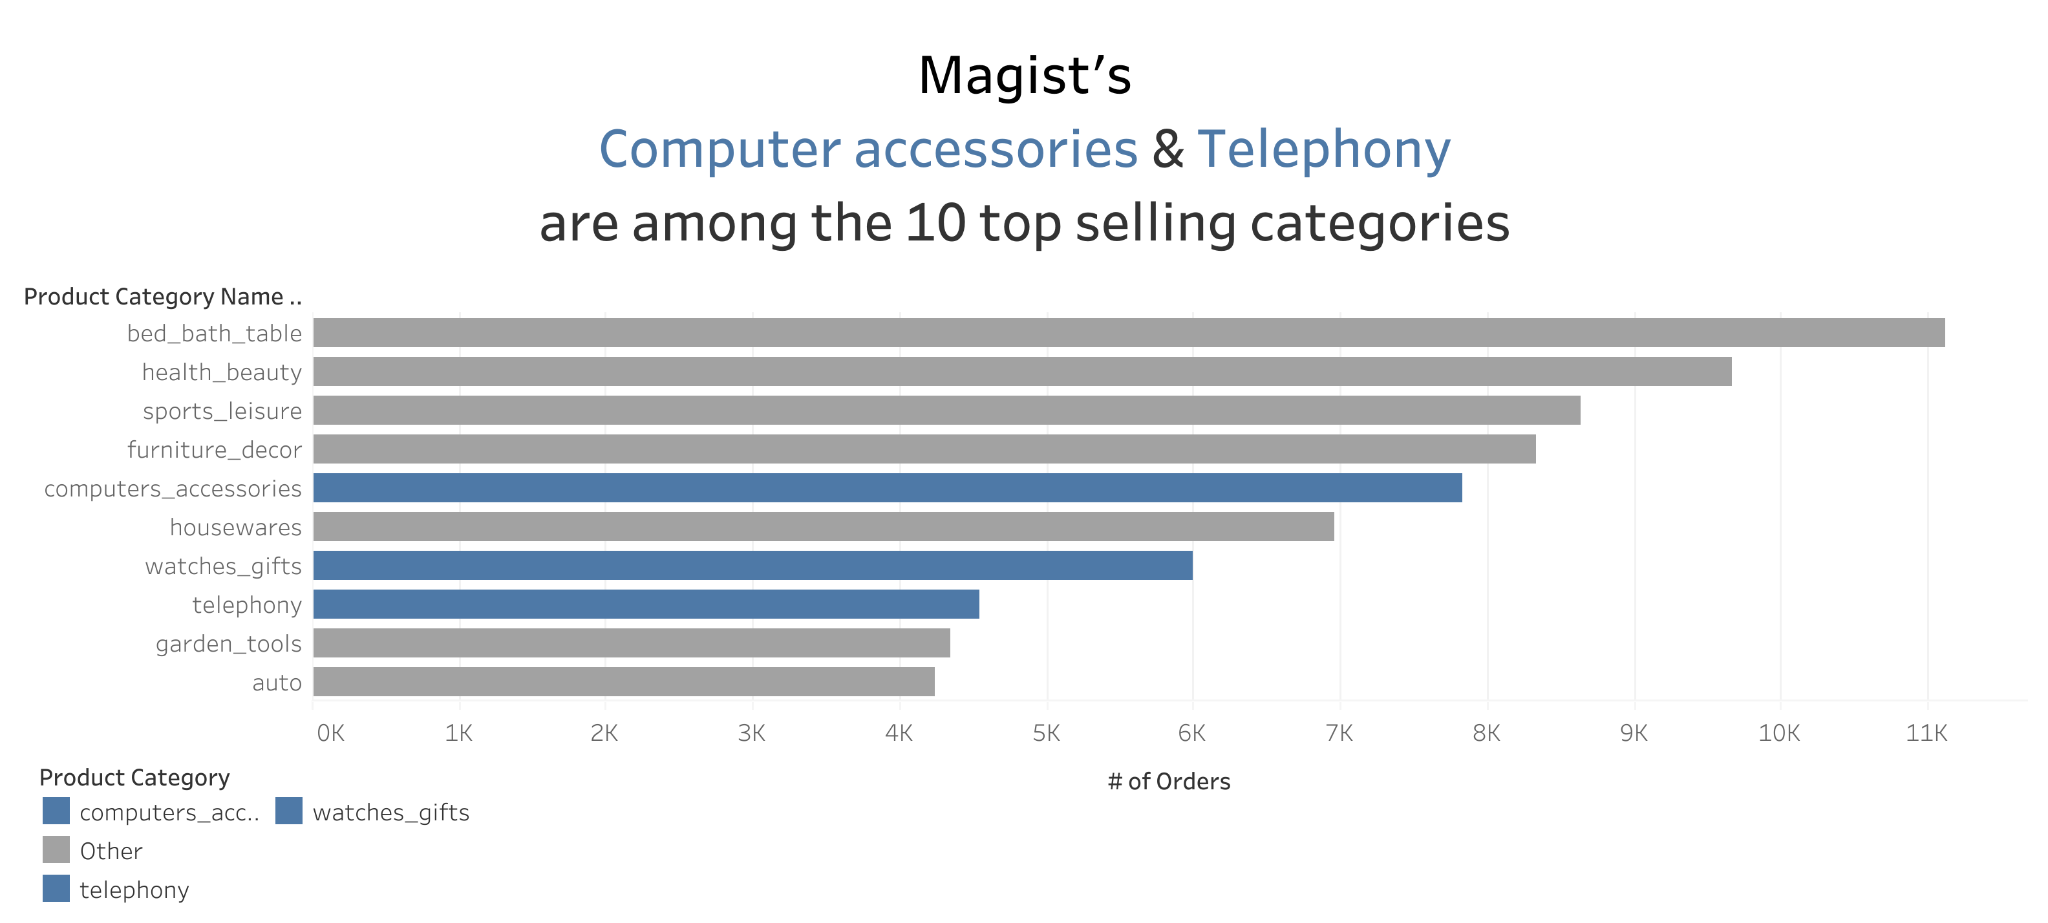 Magist’s
Computer accessories & Telephony
are among the 10 top selling categories
Product Category Name ..
bed_bath_table
health_beauty
sports_leisure
furniture_decor
computers_accessories
housewares
watches_gifts
telephony
garden_tools
auto
0K 1K 2K 3K 4K 5K 6K 7K 8K 9K 10K 11K
# of Orders
Product Category
computers_acc.. watches_gifts
Other
telephony